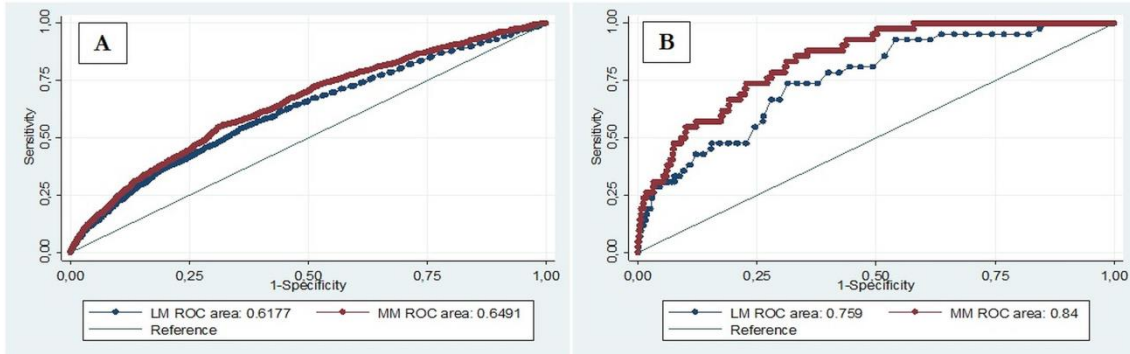 A
Sensitivity
1,00
0,75
0,50
0,25
0,00
0,00 0,25 0,50 0,75 1,00
1-Specificity
LM ROC area: 0.6177 MM ROC area: 0.6491
Reference
B
Sensitivity
1,00
0,75
0,50
0,25
0,00
0,00 0,25 0,50 0,75 1,00
1-Specificity
LM ROC area: 0.759 MM ROC area: 0.84
Reference